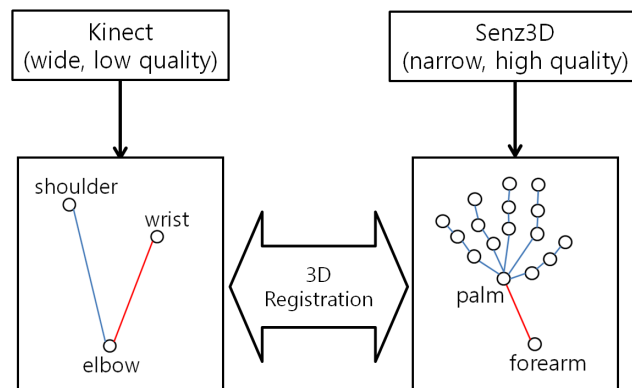 Kinect
(wide, low quality)
Senz3D
(narrow, high quality)
shoulder
wrist
elbow
3D
Registration
palm
forearm